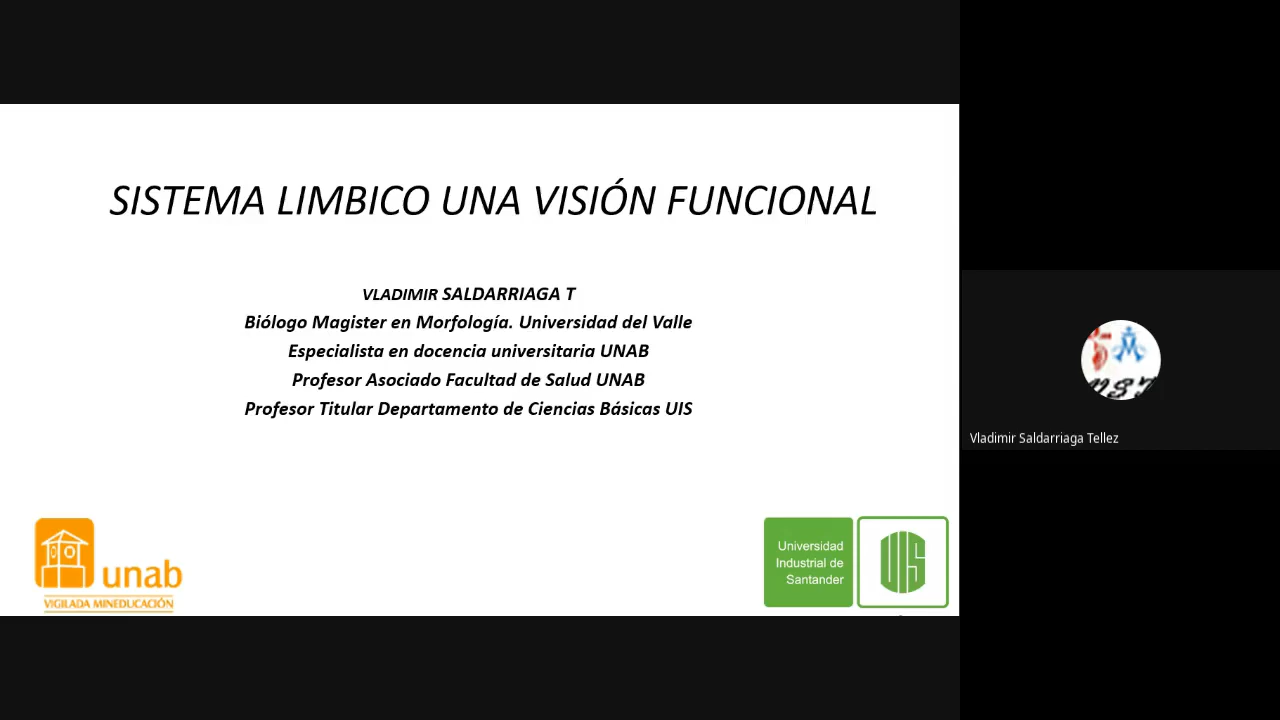 SISTEMA LIMBICO UNA VISIÓN FUNCIONAL
VLADIMIR SALDARRIAGA T
Biólogo Magister en Morfología. Universidad del Valle
Especialista en docencia universitaria UNAB
Profesor Asociado Facultad de Salud UNAB
Profesor Titular Departamento de Ciencias Básicas UIS
unab
VIGILADA MINEDUCACIÓN
Universidad
Industrial de
Santander
UIS
Vladimir Saldarriaga Tellez